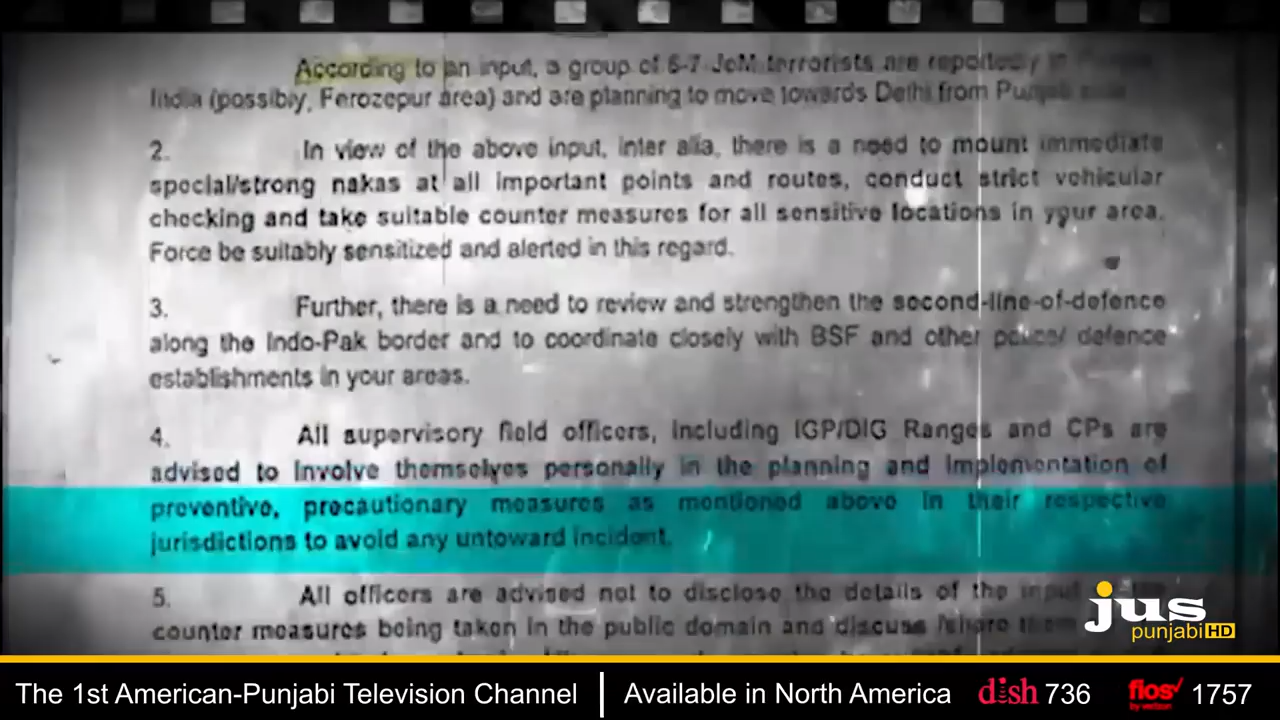 According to an input, a group of 6-7 JeM terrorists are reportedly in
India (possibly, Ferozepur area) and are planning to move towards Delhi from Punjab
2. In view of the above input, inter alia, there is a need to mount immediate
special/strong nakas at all important points and routes, conduct strict vehicular
checking and take suitable counter measures for all sensitive locations in your area.
Force be suitably sensitized and alerted in this regard.
3. Further, there is a need to review and strengthen the second-line-of-defence
along the Indo-Pak border and to coordinate closely with BSF and other police/ defence
establishments in your areas.
4. All supervisory field officers, including IGP/DIG Ranges and CPs are
advised to involve themselves personally in the planning and implementation of
preventive, precautionary measures as mentioned above in their respective
jurisdictions to avoid any untoward incident.
5. All officers are advised not to disclose the details of the input
counter measures being taken in the public domain and discuss /share them
jus
punjabi HD
The 1st American-Punjabi Television Channel | Available in North America dish 736 fios by verizon 1757